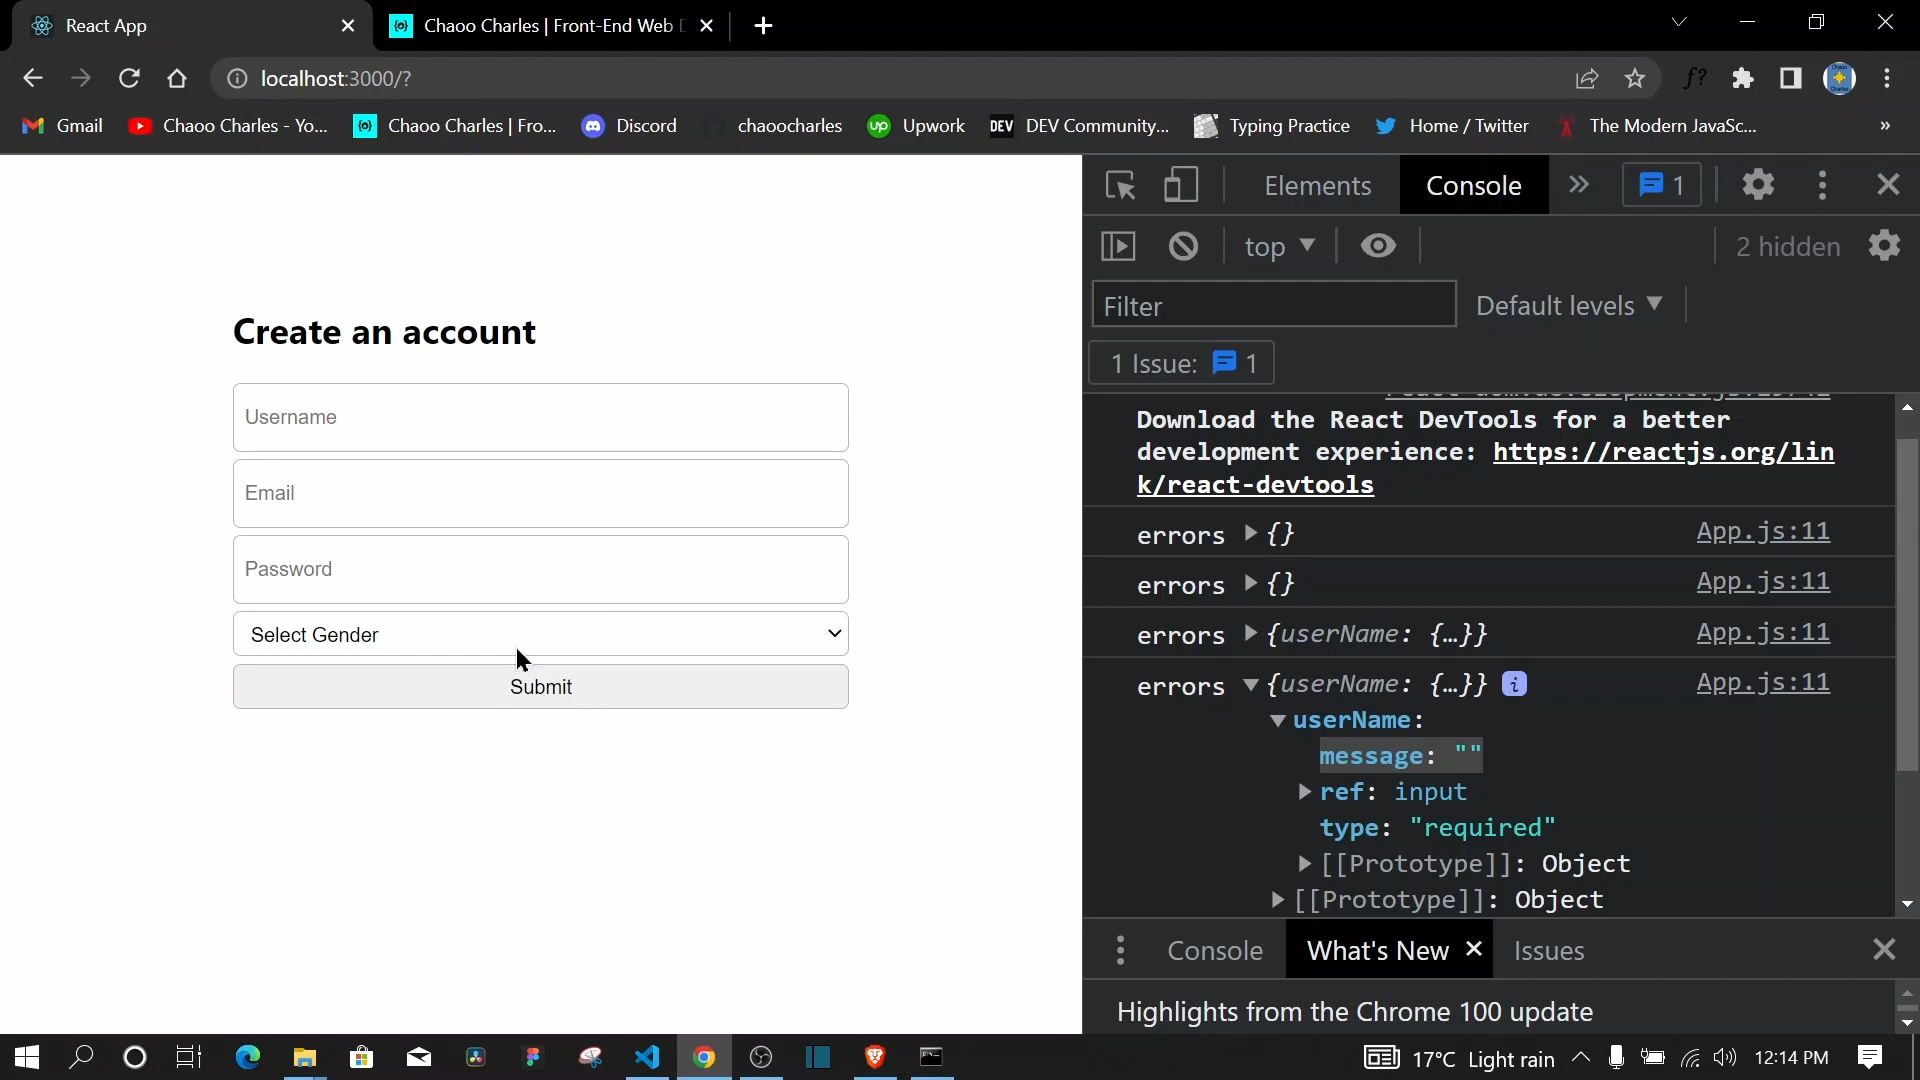 React App
Chaoo Charles | Front-End Web
localhost:3000/?
Gmail
Chaoo Charles - Yo...
Chaoo Charles | Fro...
Discord
chaoocharles
Upwork
DEV Community...
Typing Practice
Home / Twitter
The Modern JavaSc...
»
Create an account
Username
Email
Password
Select Gender
Submit
Elements
Console
1
top
2 hidden
Filter
Default levels
1 Issue: 1
Download the React DevTools for a better
development experience: https://reactjs.org/lin
k/react-devtools
errors {} App.js:11
errors {} App.js:11
errors {userName: {…}} App.js:11
errors {userName: {…}} i App.js:11
userName:
message: ""
ref: input
type: "required"
[[Prototype]]: Object
[[Prototype]]: Object
Console
What's New
Issues
Highlights from the Chrome 100 update
17°C Light rain
12:14 PM